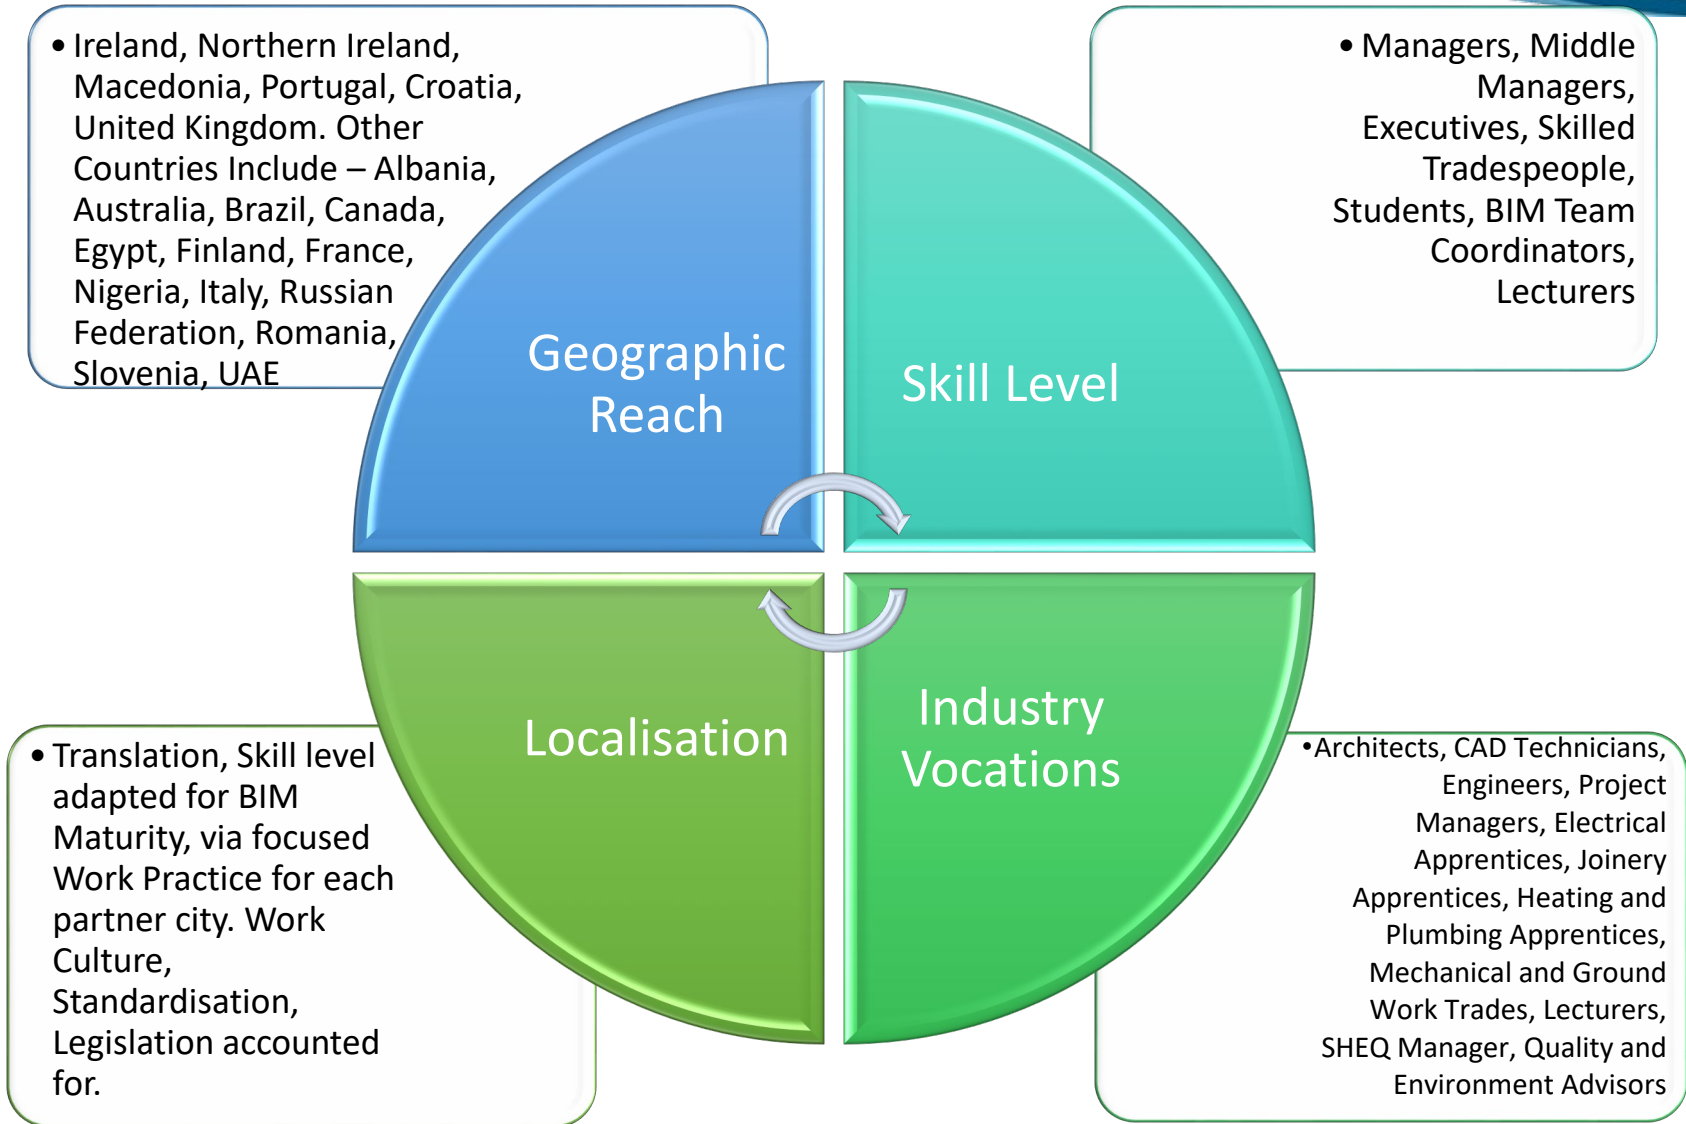 • Ireland, Northern Ireland,
Macedonia, Portugal, Croatia,
United Kingdom. Other
Countries Include – Albania,
Australia, Brazil, Canada,
Egypt, Finland, France,
Nigeria, Italy, Russian
Federation, Romania,
Slovenia, UAE
• Managers, Middle
Managers,
Executives, Skilled
Tradespeople,
Students, BIM Team
Coordinators,
Lecturers
Geographic
Reach
Skill Level
Localisation
Industry
Vocations
• Translation, Skill level
adapted for BIM
Maturity, via focused
Work Practice for each
partner city. Work
Culture,
Standardisation,
Legislation accounted
for.
•Architects, CAD Technicians,
Engineers, Project
Managers, Electrical
Apprentices, Joinery
Apprentices, Heating and
Plumbing Apprentices,
Mechanical and Ground
Work Trades, Lecturers,
SHEQ Manager, Quality and
Environment Advisors